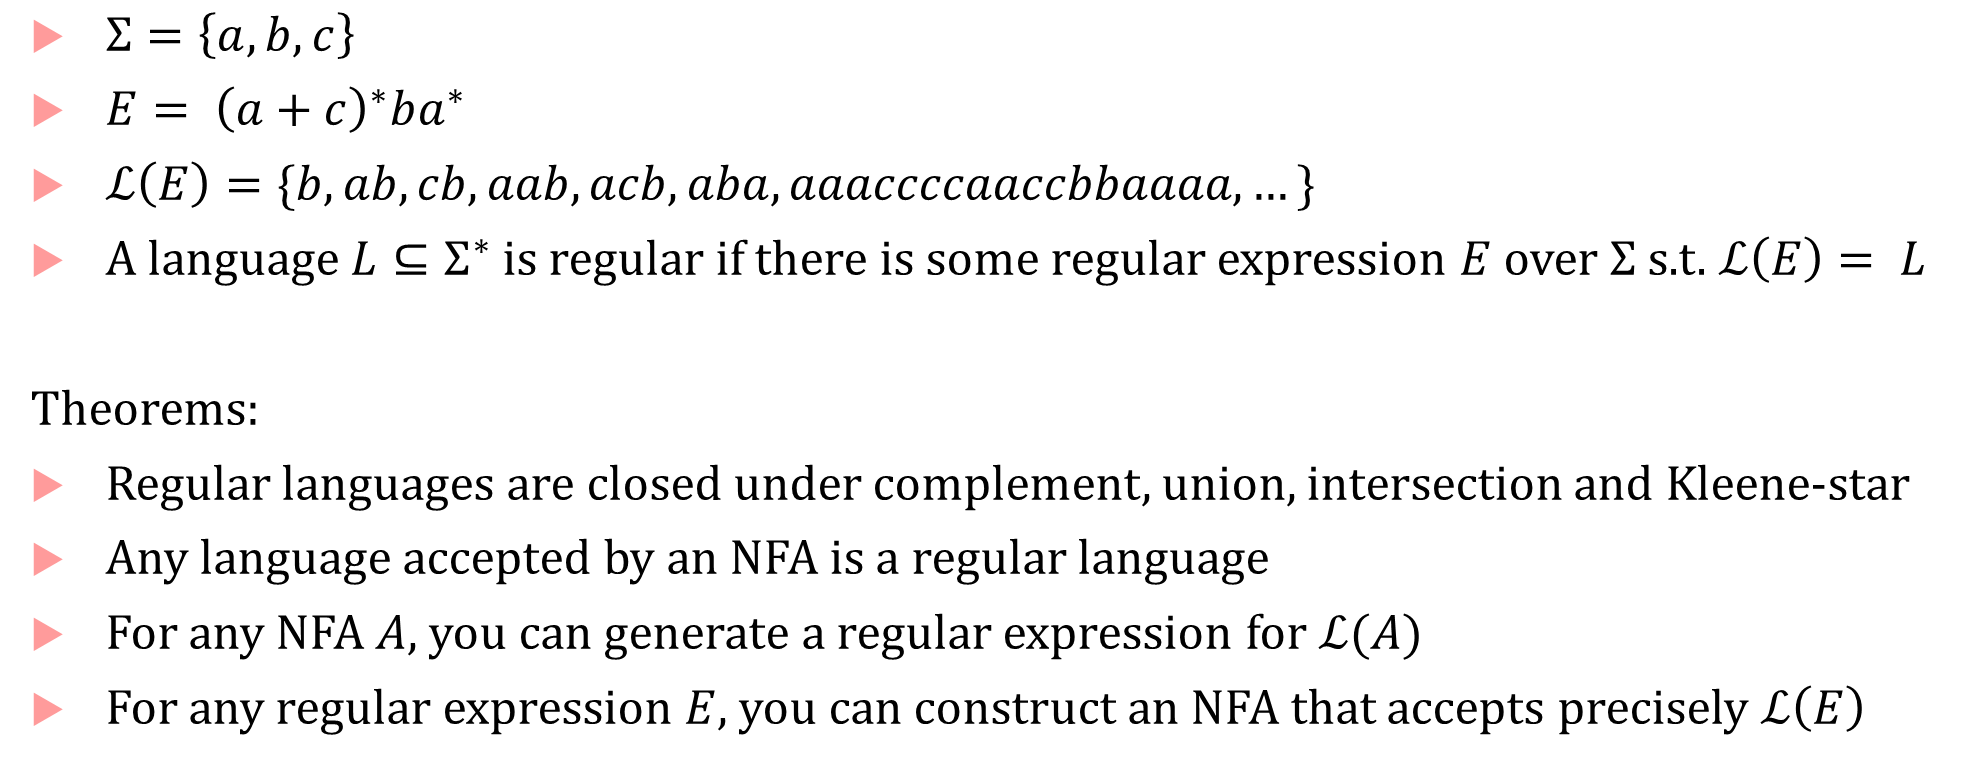 Σ = {a, b, c}
E = (a + c)*ba*
ℒ(E) = {b, ab, cb, aab, acb, aba, aaaccccaaccbbaaaa, … }
A language L ⊆ Σ* is regular if there is some regular expression E over Σ s.t. ℒ(E) = L
Theorems:
Regular languages are closed under complement, union, intersection and Kleene-star
Any language accepted by an NFA is a regular language
For any NFA A, you can generate a regular expression for ℒ(A)
For any regular expression E, you can construct an NFA that accepts precisely ℒ(E)